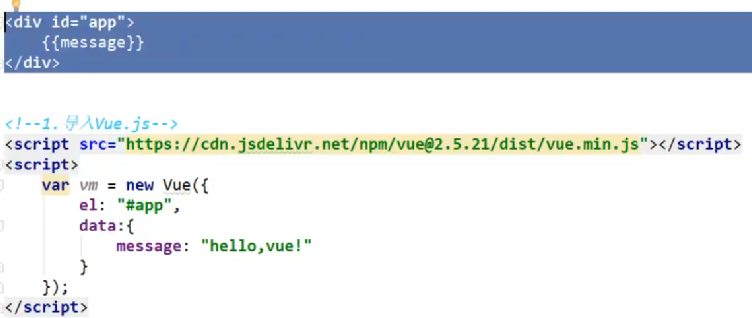 <div id="app">
{{message}}
</div>
<!--1.导入Vue.js-->
<script src="https://cdn.jsdelivr.net/npm/vue@2.5.21/dist/vue.min.js"></script>
<script>
var vm = new Vue({
el: "#app",
data:{
message: "hello,vue!"
}
});
</script>